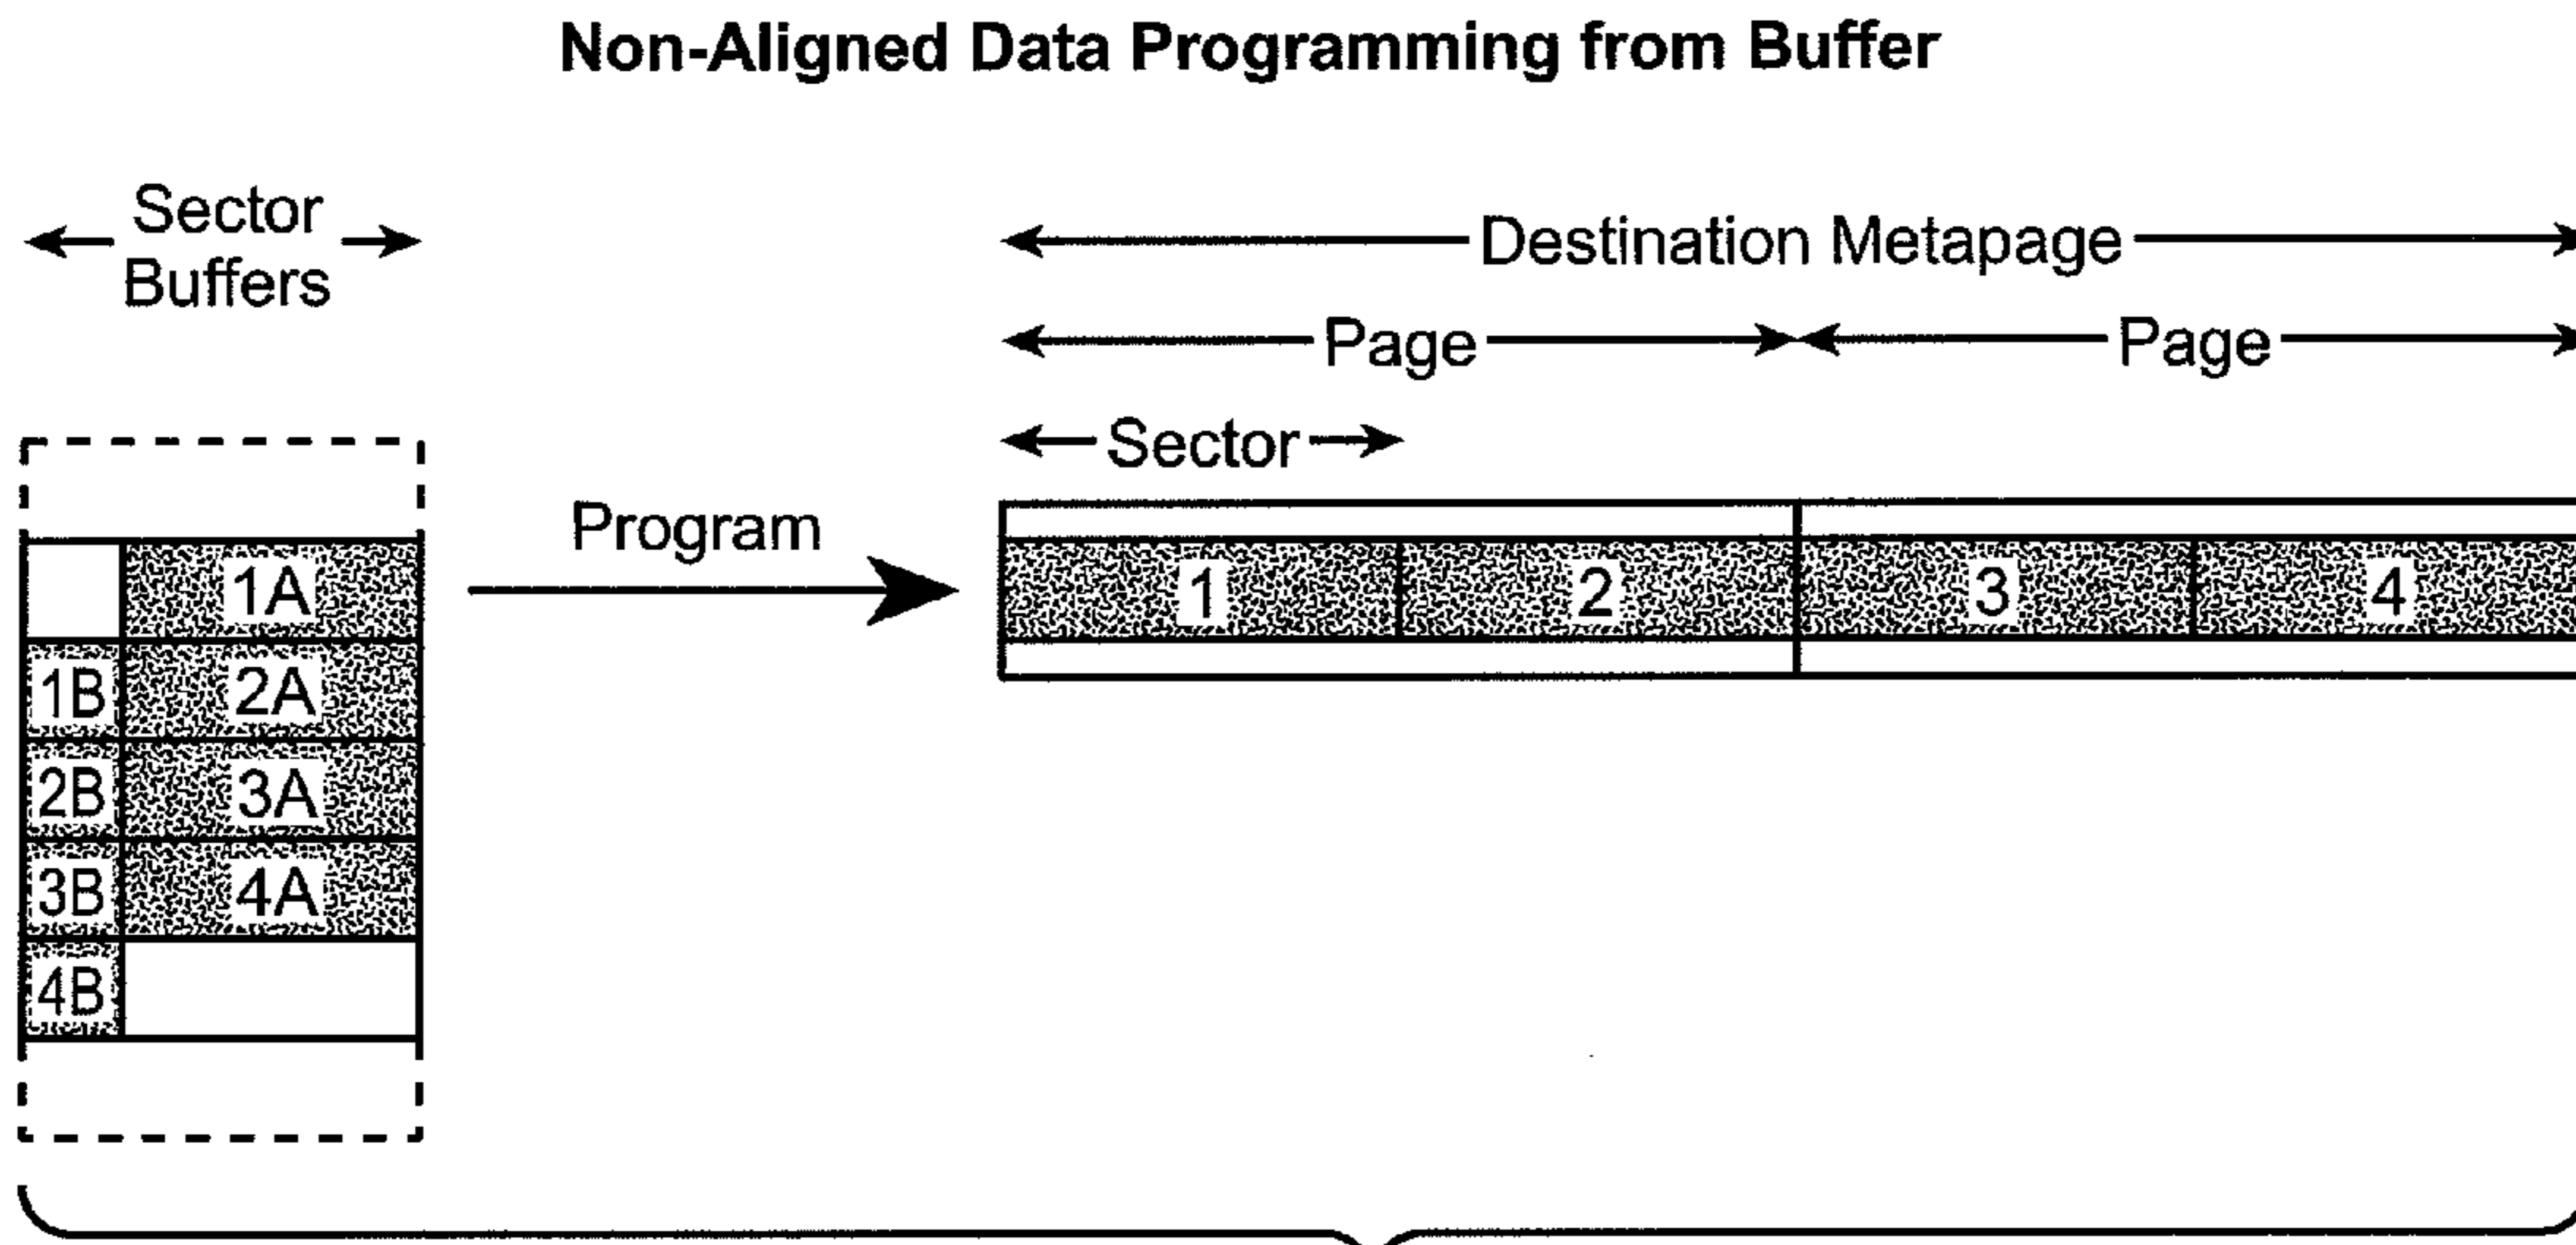 Non-Aligned Data Programming from Buffer
Sector
Buffers
Destination Metapage
Page
Page
Sector
Program
1A
1B
2A
2B
3A
3B
4A
4B
1
2
3
4